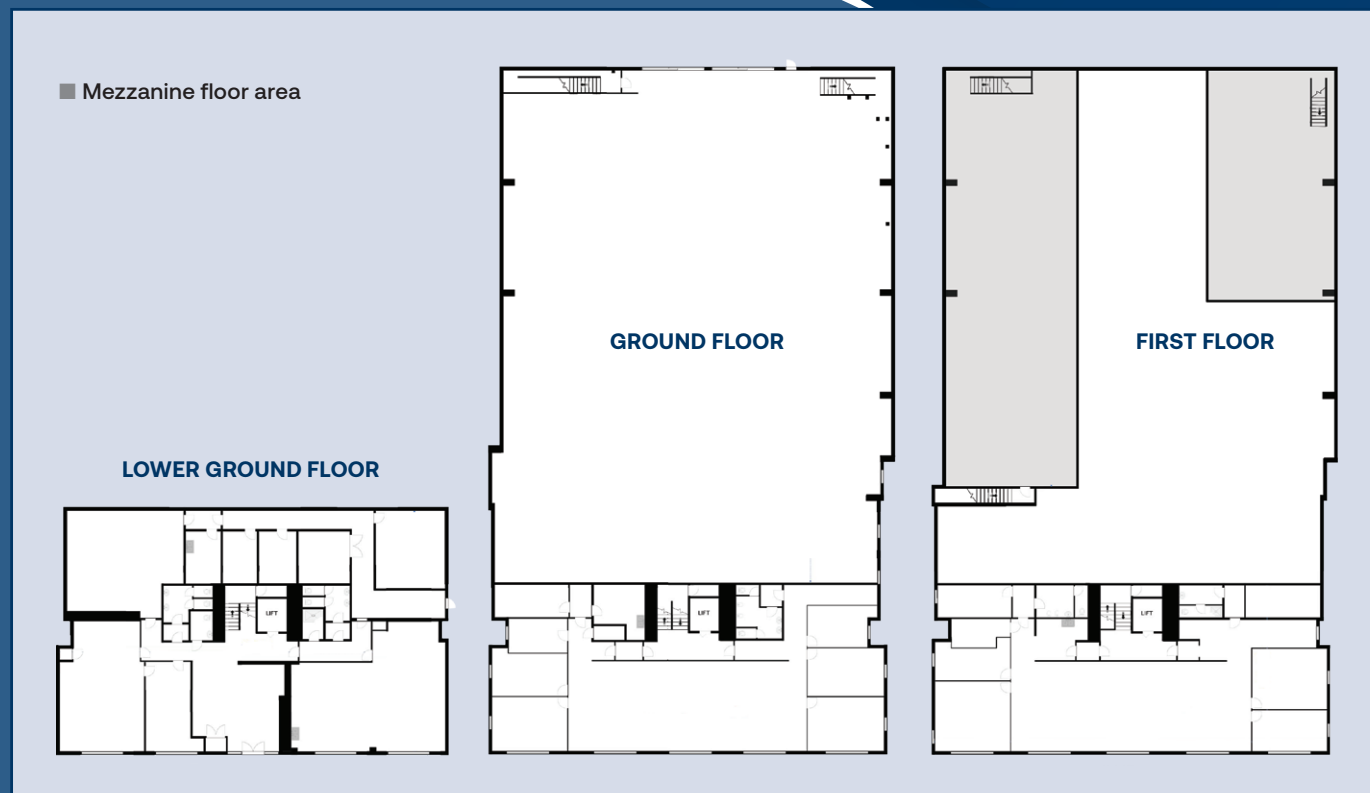 Mezzanine floor area
GROUND FLOOR
FIRST FLOOR
LOWER GROUND FLOOR
LIFT
LIFT
LIFT